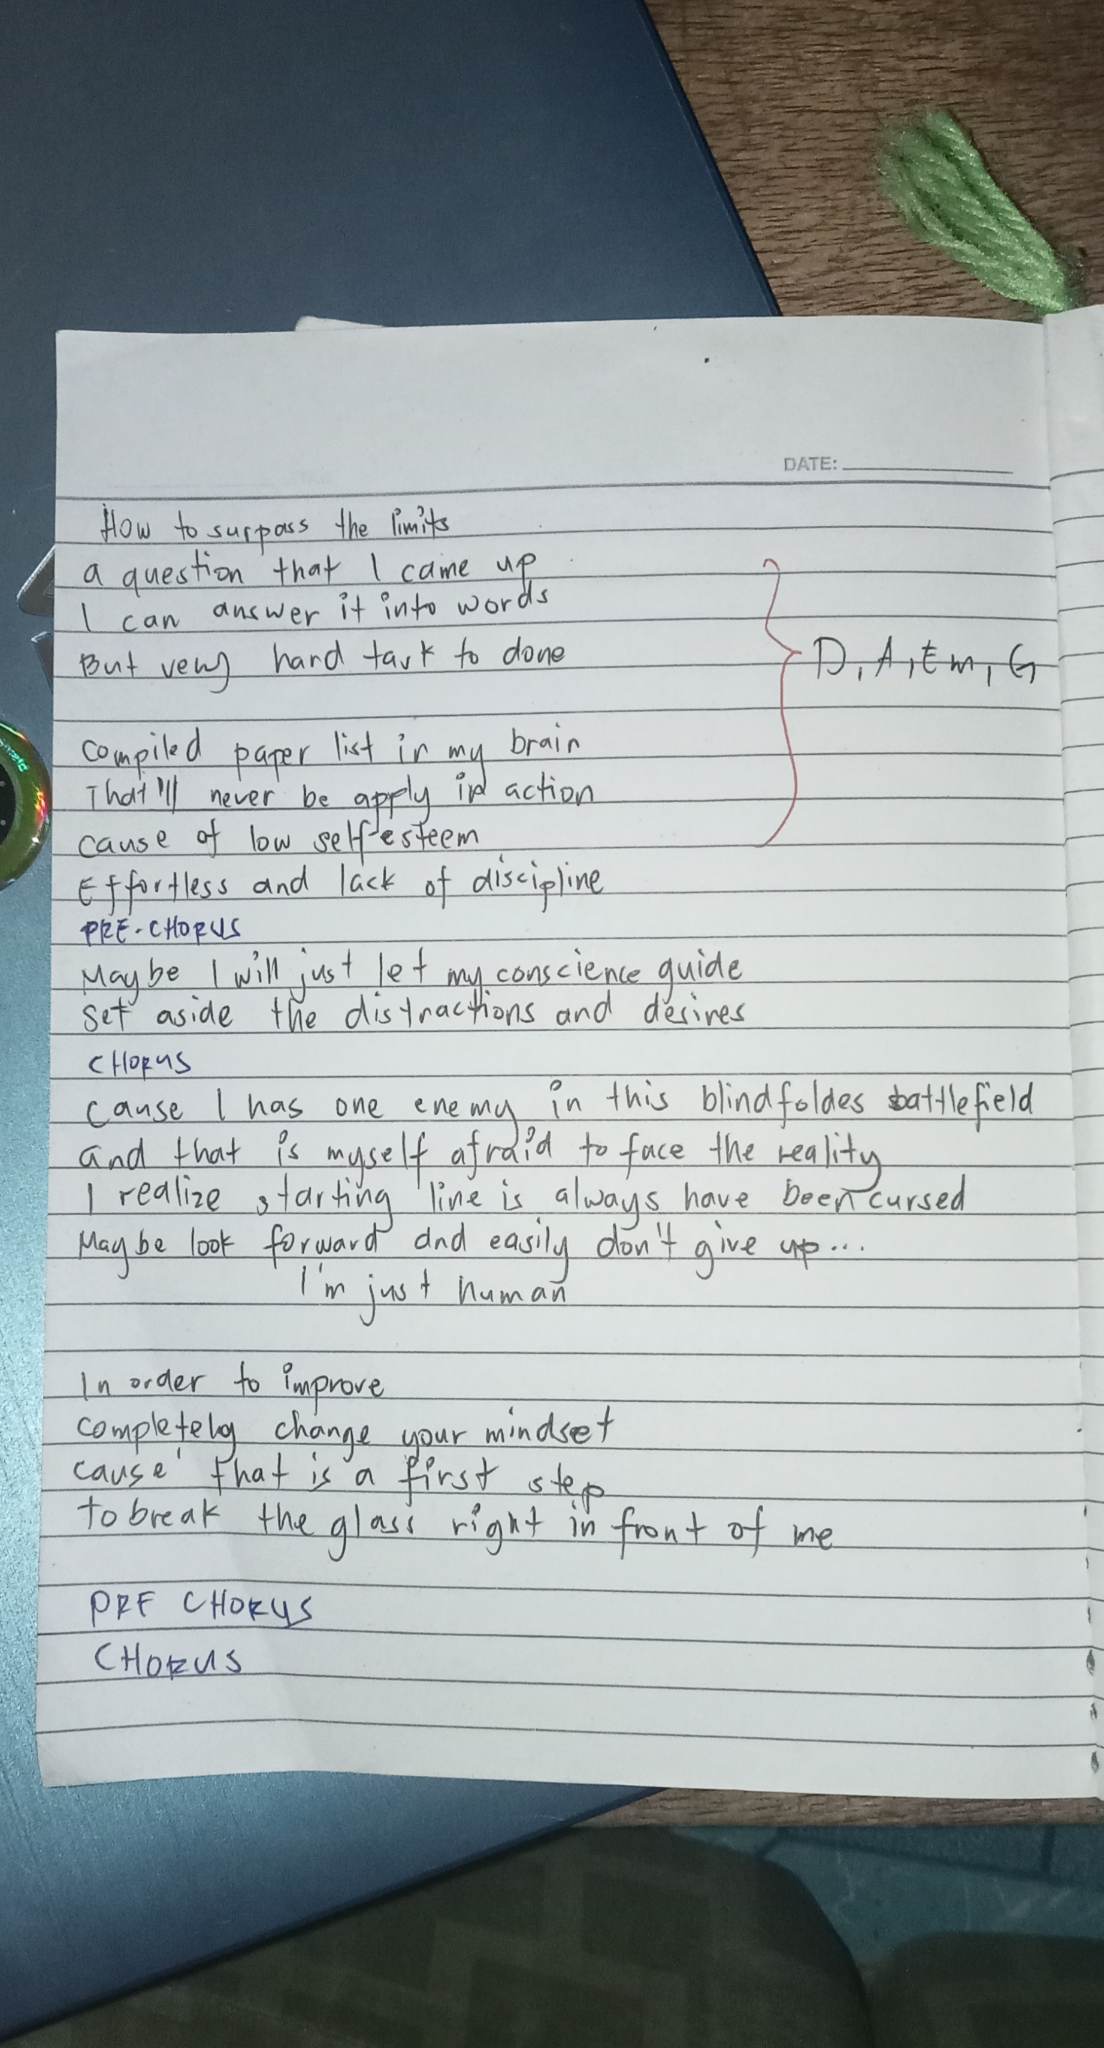 DATE:
How to surpass the limits
a question that I came up
I can answer it into words
But very hard task to done
D, A, Em, G
compiled paper list in my brain
That'll never be apply in action
cause of low self-esteem
Effortless and lack of discipline
PRE-CHORUS
Maybe I will just let my conscience guide
set aside the distractions and desires
CHORUS
cause I has one enemy in this blindfoldes battlefield
and that is myself afraid to face the reality
I realize starting line is always have been cursed
Maybe look forward and easily don't give up...
I'm just human
In order to improve
completely change your mindset
cause' that is a first step
to break the glass right in front of me
PRE CHORUS
CHORUS